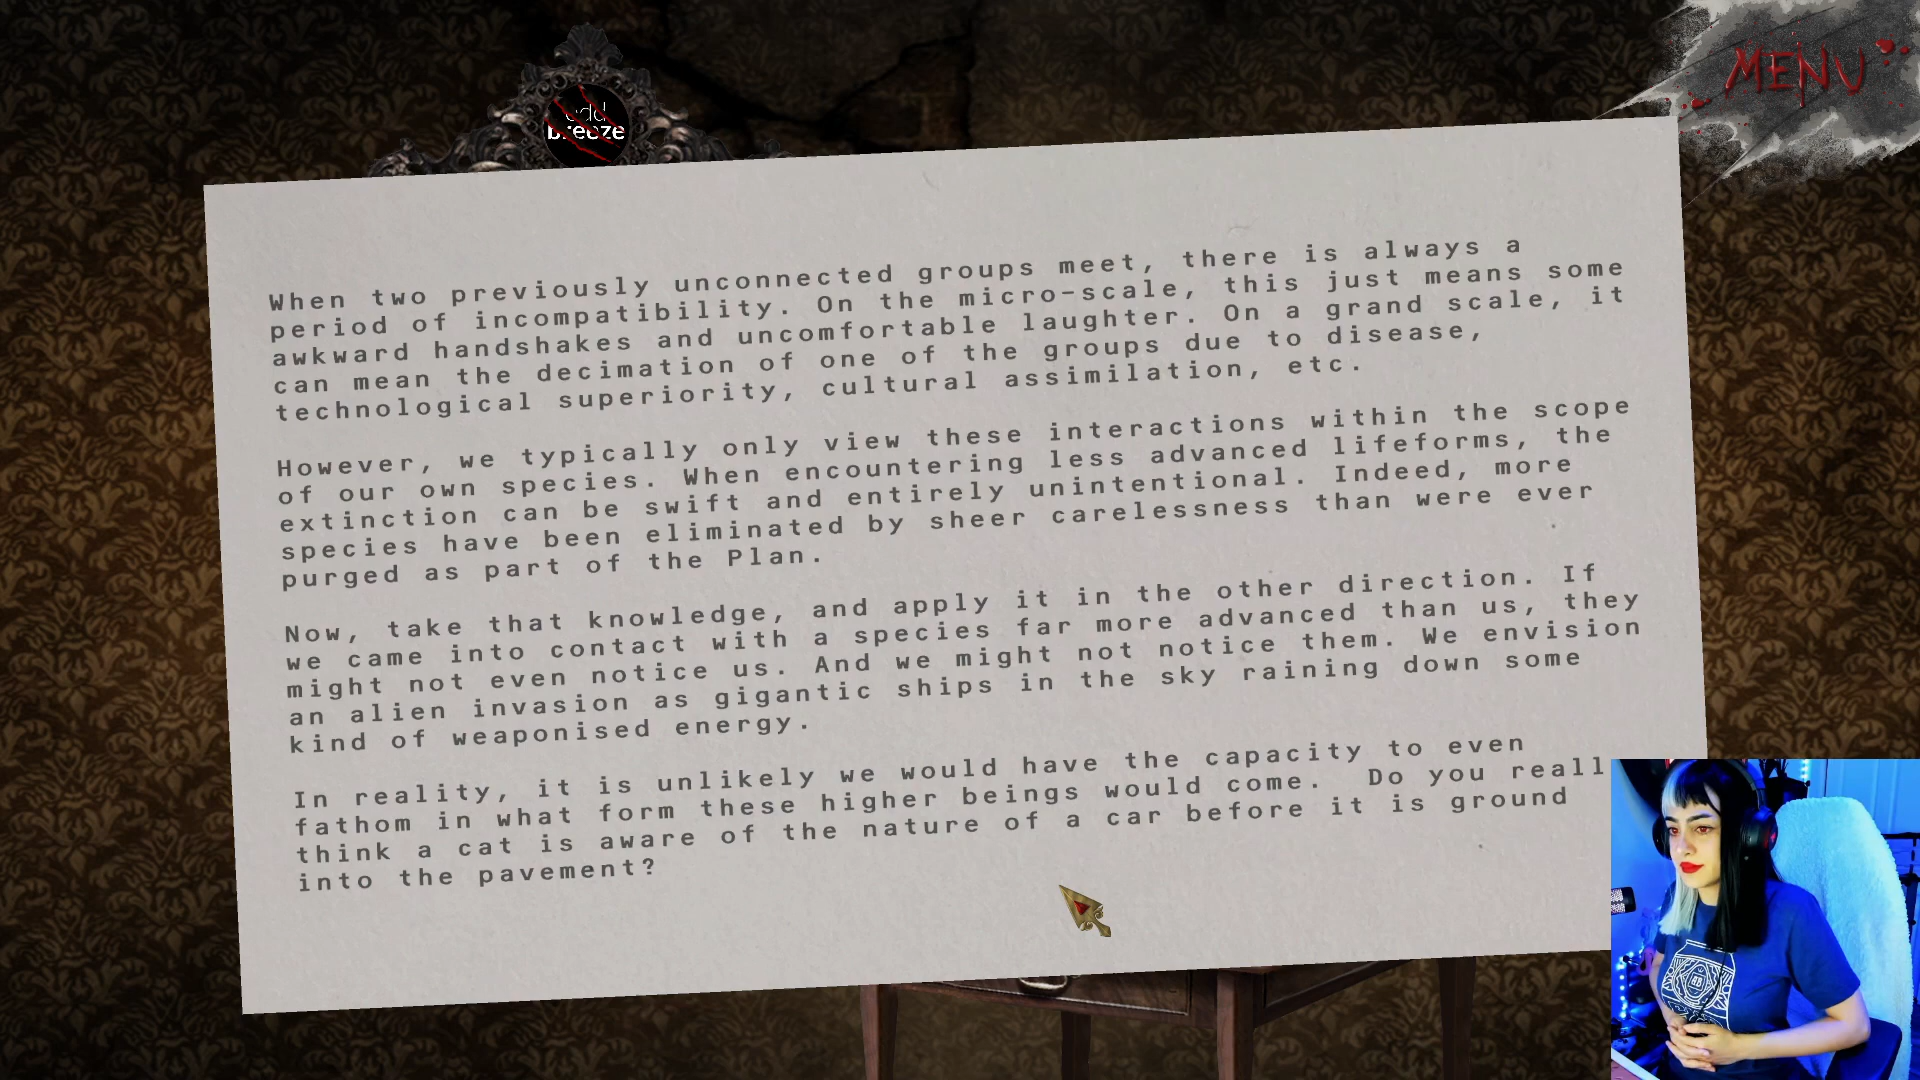 odd
breeze
MENU
When two previously unconnected groups meet, there is always a
period of incompatibility. On the micro-scale, this just means some
awkward handshakes and uncomfortable laughter. On a grand scale, it
can mean the decimation of one of the groups due to disease,
technological superiority, cultural assimilation, etc.
However, we typically only view these interactions within the scope
of our own species. When encountering less advanced lifeforms, the
extinction can be swift and entirely unintentional. Indeed, more
species have been eliminated by sheer carelessness than were ever
purged as part of the Plan.
Now, take that knowledge, and apply it in the other direction. If
we came into contact with a species far more advanced than us, they
might not even notice us. And we might not notice them. We envision
an alien invasion as gigantic ships in the sky raining down some
kind of weaponised energy.
In reality, it is unlikely we would have the capacity to even
fathom in what form these higher beings would come. Do you reall
think a cat is aware of the nature of a car before it is ground
into the pavement?